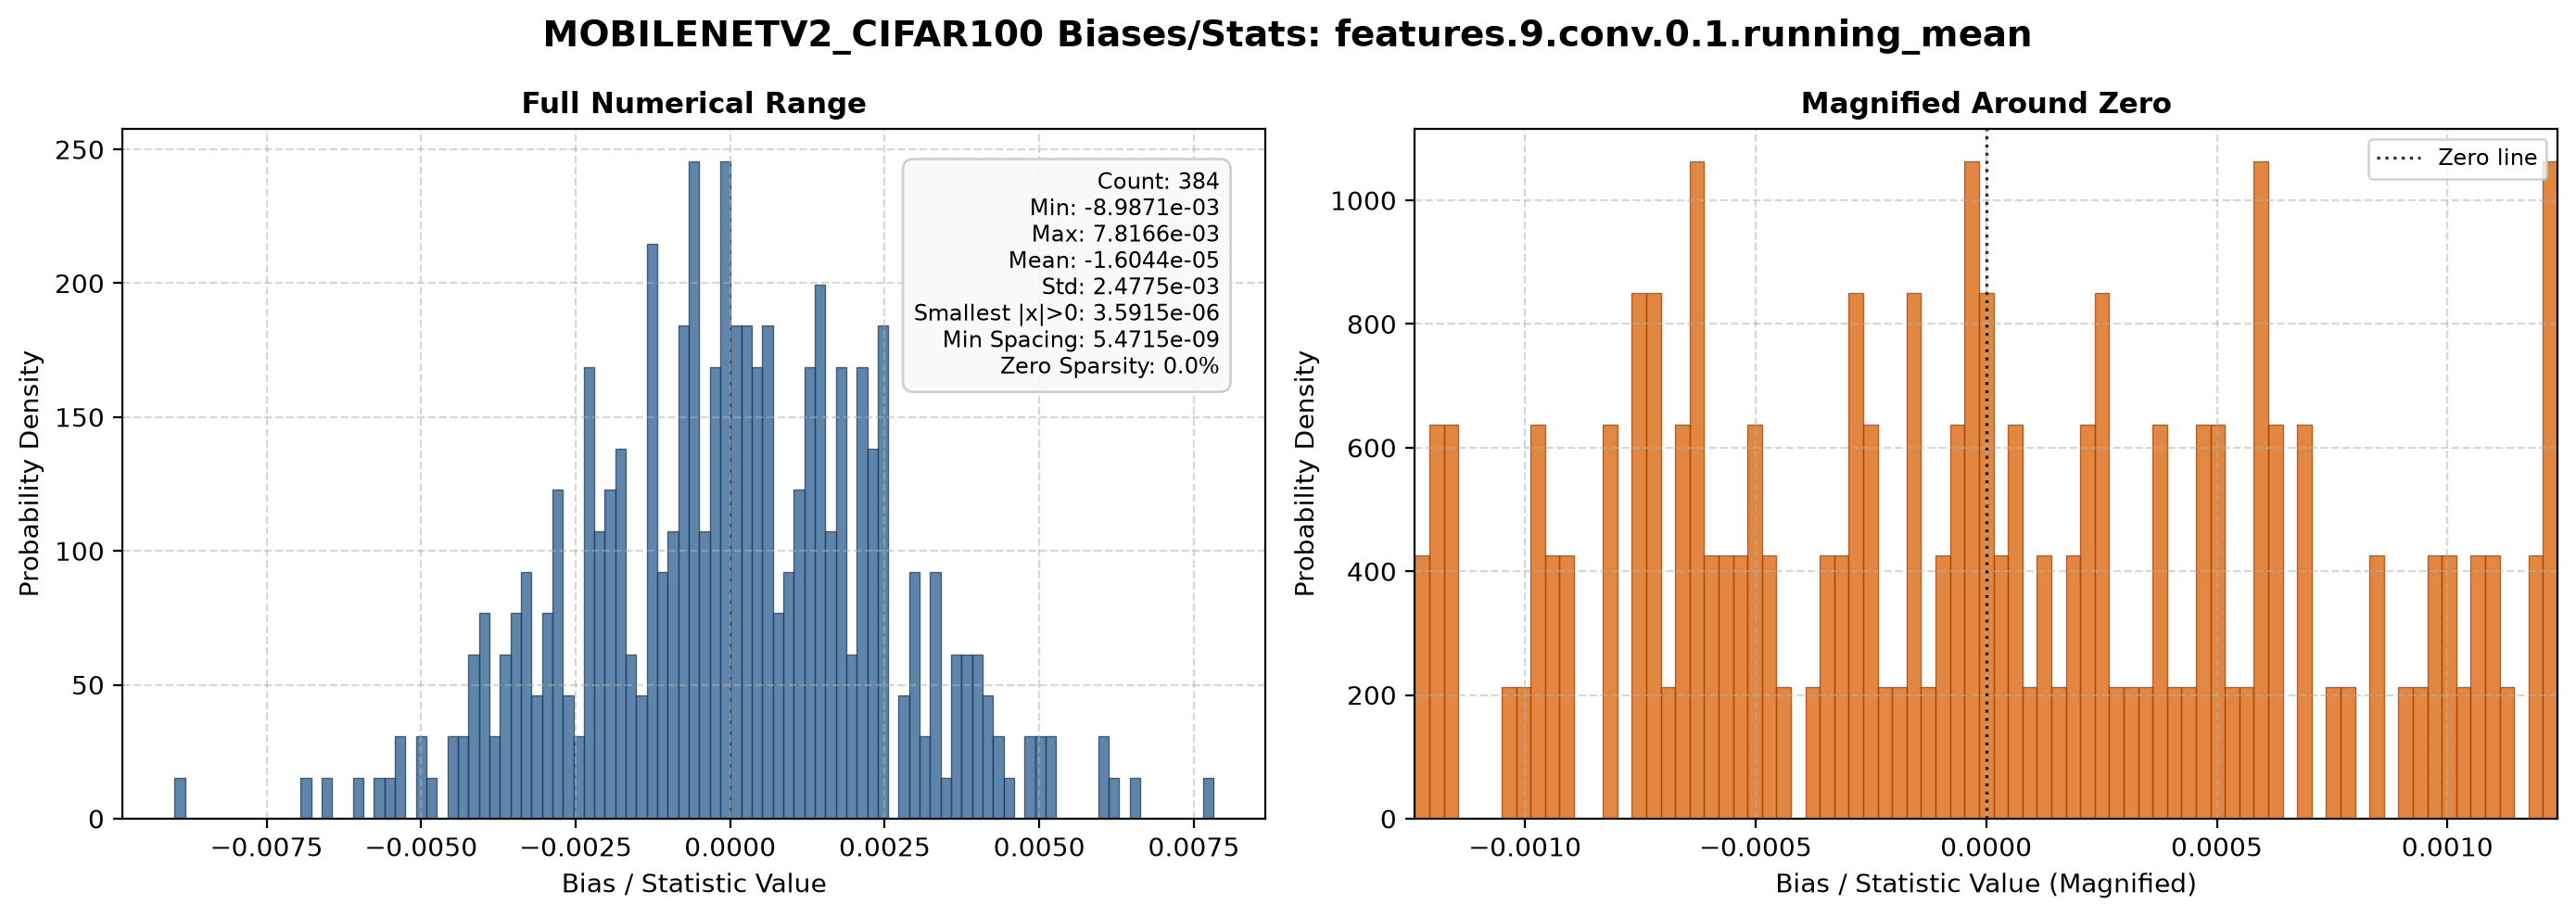 MOBILENETV2_CIFAR100 Biases/Stats: features.9.conv.0.1.running_mean
Full Numerical Range
Probability Density
250
200
150
100
50
0
Count: 384
Min: -8.9871e-03
Max: 7.8166e-03
Mean: -1.6044e-05
Std: 2.4775e-03
Smallest |x|>0: 3.5915e-06
Min Spacing: 5.4715e-09
Zero Sparsity: 0.0%
−0.0075 −0.0050 −0.0025 0.0000 0.0025 0.0050 0.0075
Bias / Statistic Value
Magnified Around Zero
Probability Density
1000
800
600
400
200
0
Zero line
−0.0010 −0.0005 0.0000 0.0005 0.0010
Bias / Statistic Value (Magnified)